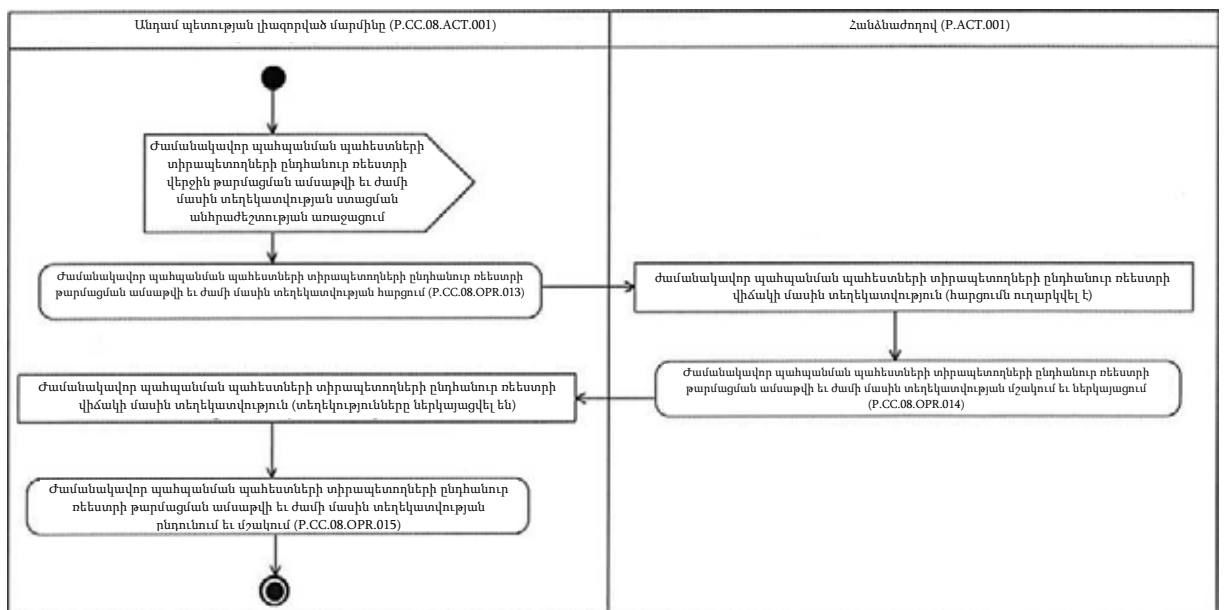 Անդամ պետության լիազորված մարմինը (P.CC.08.ACT.001)
Հանձնաժողով (P.ACT.001)
Ժամանակավոր պահպանման պահեստների
տիրապետողների ընդհանուր ռեեստրի
վերջին թարմացման ամսաթվի եւ ժամի
մասին տեղեկատվության ստացման
անհրաժեշտության առաջացում
Ժամանակավոր պահպանման պահեստների տիրապետողների ընդհանուր ռեեստրի
թարմացման ամսաթվի եւ ժամի մասին տեղեկատվության հարցում (P.CC.08.OPR.013)
ժամանակավոր պահպանման պահեստների տիրապետողների ընդհանուր ռեեստրի
վիճակի մասին տեղեկատվություն (հարցումն ուղարկվել է)
Ժամանակավոր պահպանման պահեստների տիրապետողների ընդհանուր ռեեստրի
թարմացման ամսաթվի եւ ժամի մասին տեղեկատվության մշակում եւ ներկայացում
(P.CC.08.OPR.014)
Ժամանակավոր պահպանման պահեստների տիրապետողների ընդհանուր ռեեստրի
վիճակի մասին տեղեկատվություն (տեղեկությունները ներկայացվել են)
Ժամանակավոր պահպանման պահեստների տիրապետողների ընդհանուր
ռեեստրի թարմացման ամսաթվի եւ ժամի մասին տեղեկատվության
ընդունում եւ մշակում (P.CC.08.OPR.015)